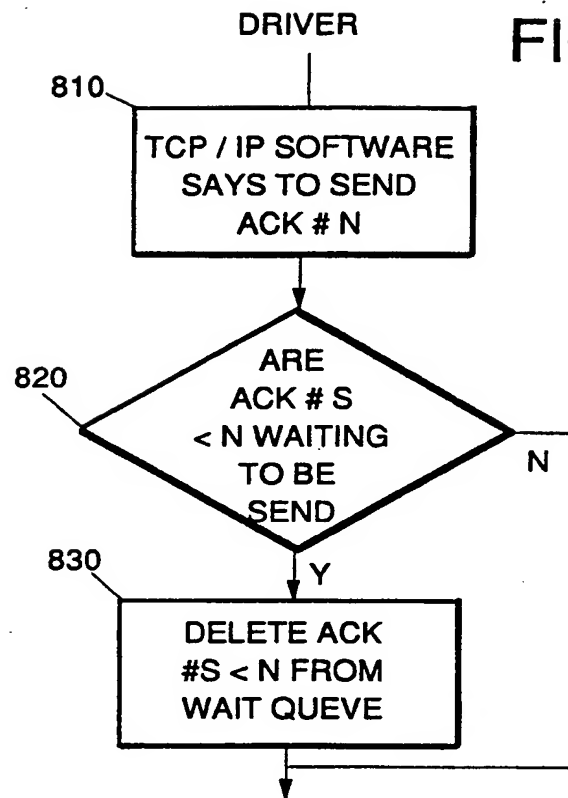 DRIVER
FI
810
TCP / IP SOFTWARE
SAYS TO SEND
ACK # N
820
ARE
ACK # S
< N WAITING
TO BE
SEND
N
Y
830
DELETE ACK
#S < N FROM
WAIT QUEVE